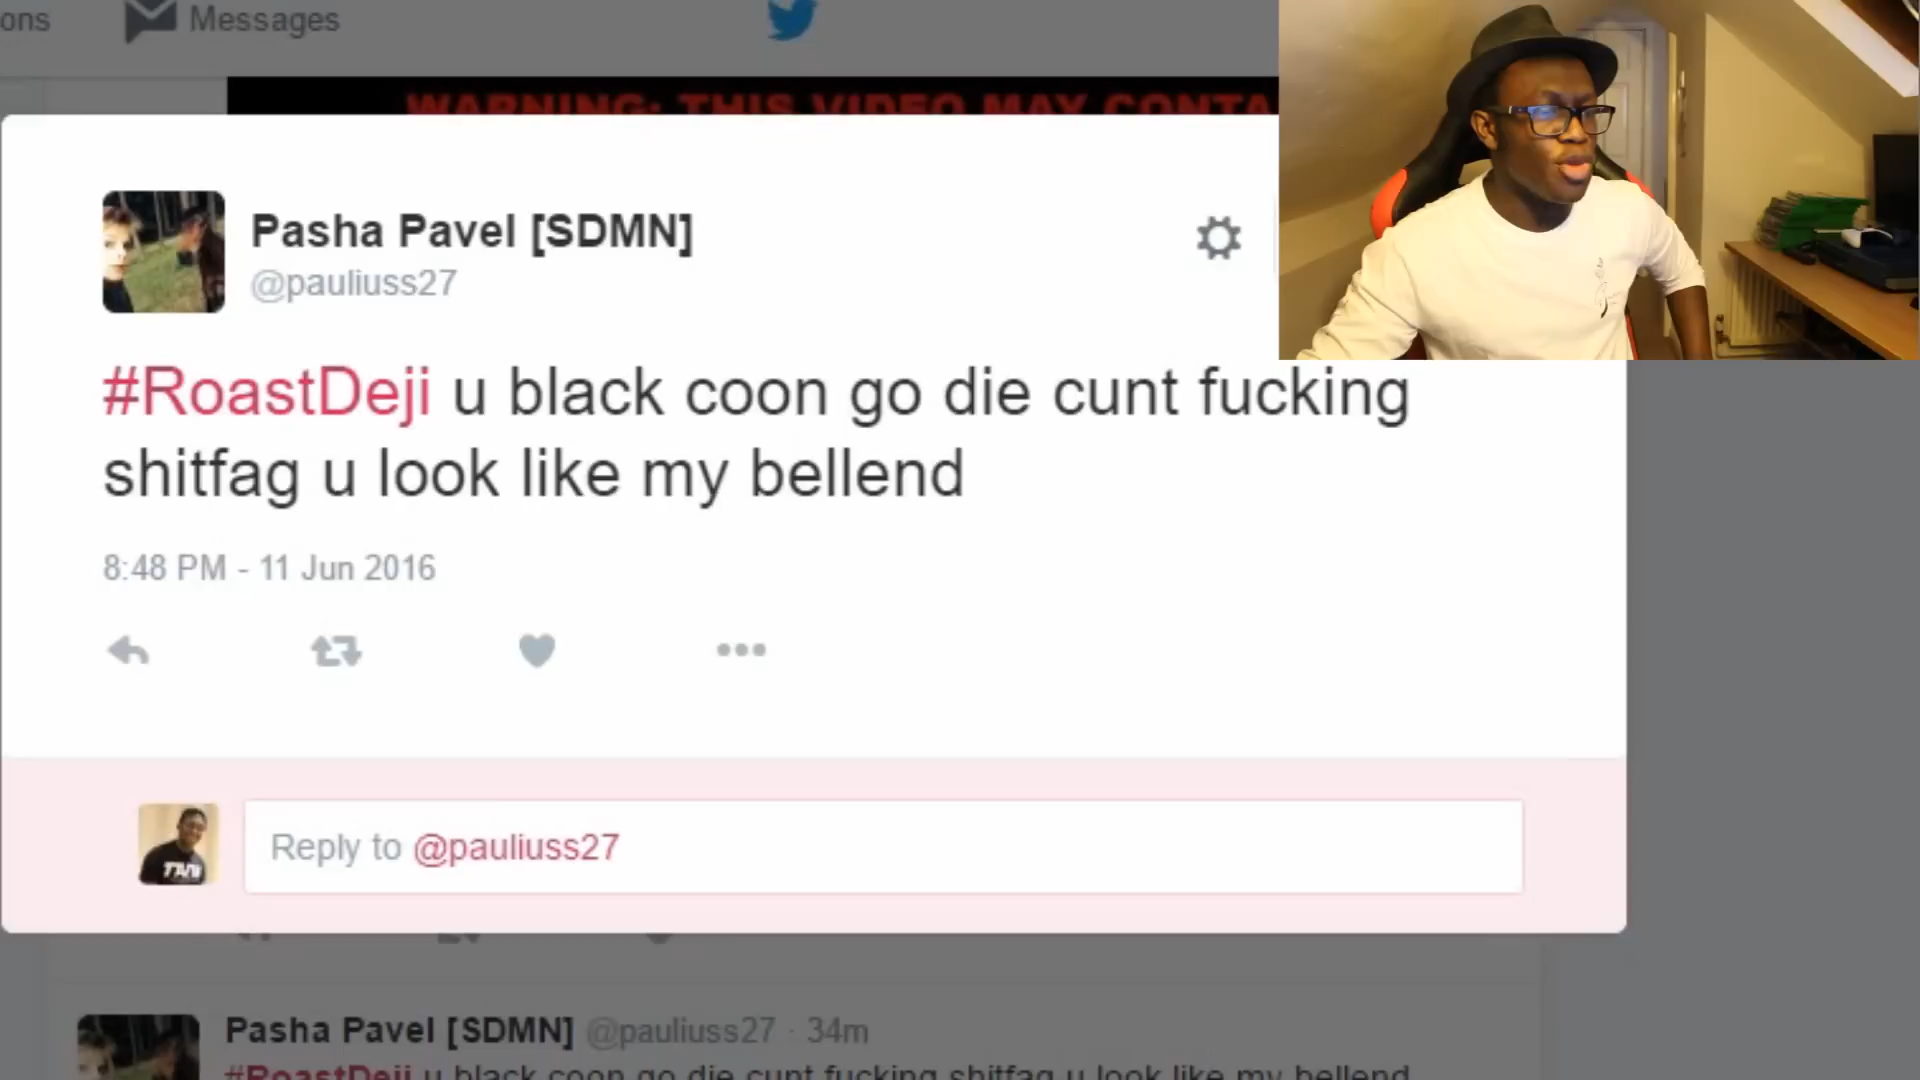 ons Messages
WARNING: THIS VIDEO MAY CONTA
Pasha Pavel [SDMN]
@pauliuss27
#RoastDeji u black coon go die cunt fucking
shitfag u look like my bellend
8:48 PM - 11 Jun 2016
Reply to @pauliuss27
Pasha Pavel [SDMN] @pauliuss27 · 34m
#RoastDeji u black coon go die cunt fucking shitfag u look like my bellend